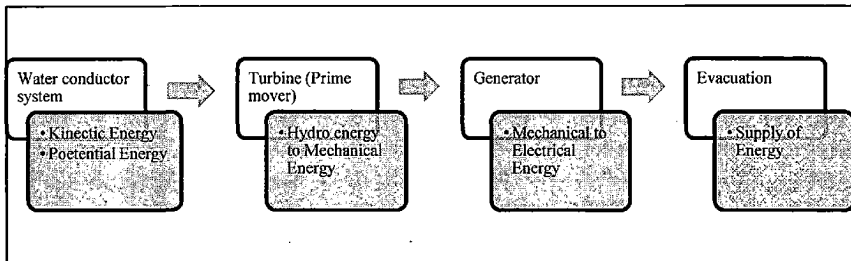 Water conductor
system
• Kinectic Energy
• Poetential Energy
Turbine (Prime
mover)
• Hydro energy
to Mechanical
Energy
Generator
• Mechanical to
Electrical
Energy
Evacuation
• Supply of
Energy